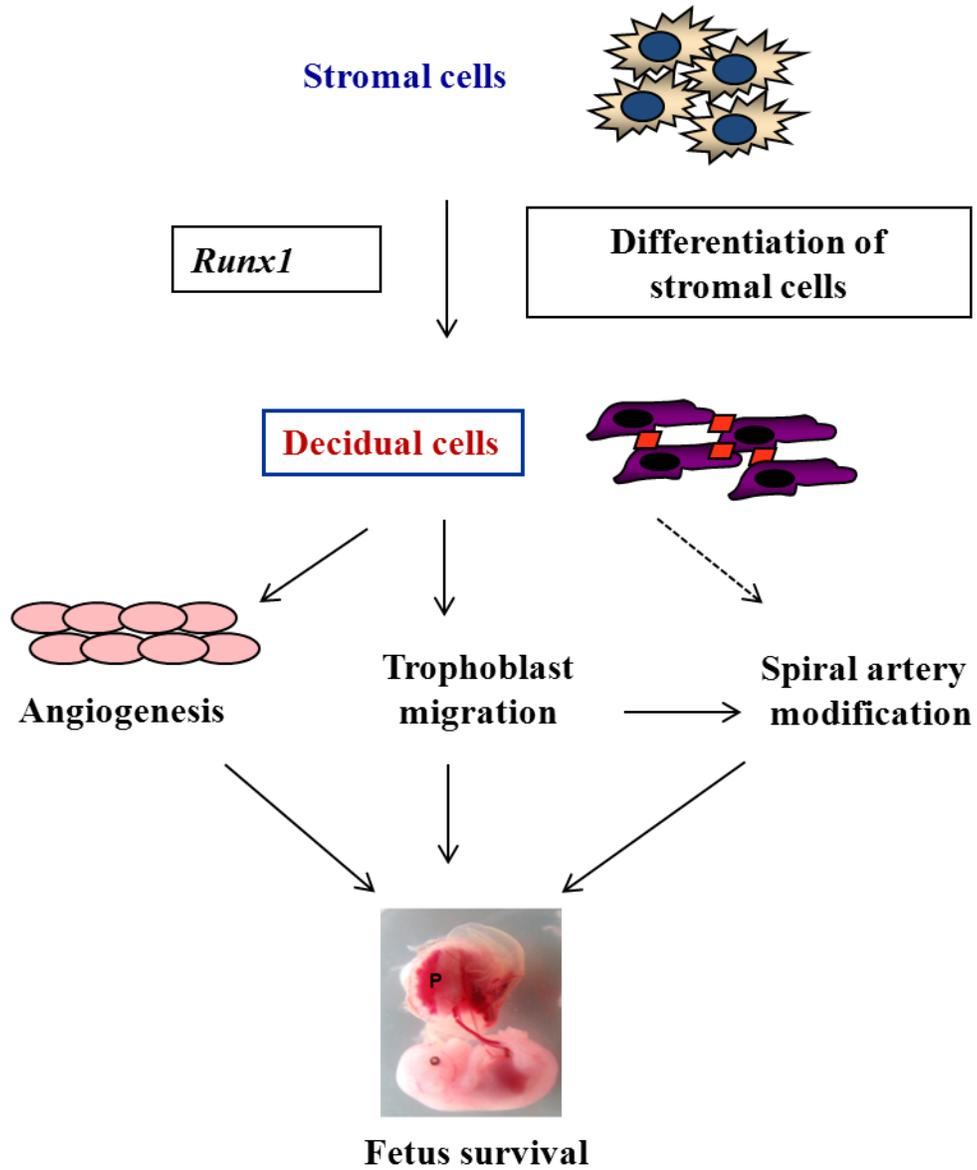 Stromal cells
Runx1
Differentiation of
stromal cells
Decidual cells
Angiogenesis
Trophoblast
migration
Spiral artery
modification
P
Fetus survival